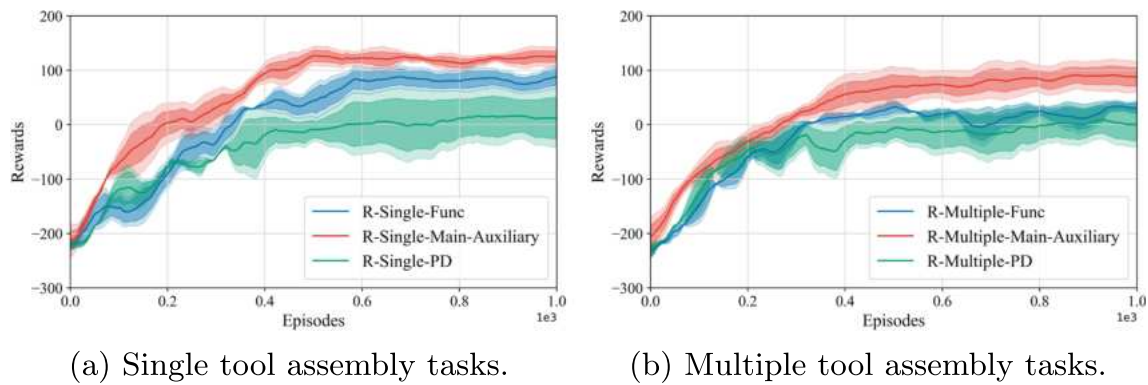 200
100
0
−100
−200
−300
Rewards
0.0 0.2 0.4 0.6 0.8 1.0
Episodes
1e3
R-Single-Func
R-Single-Main-Auxiliary
R-Single-PD
(a) Single tool assembly tasks.
200
100
0
−100
−200
−300
Rewards
0.0 0.2 0.4 0.6 0.8 1.0
Episodes
1e3
R-Multiple-Func
R-Multiple-Main-Auxiliary
R-Multiple-PD
(b) Multiple tool assembly tasks.